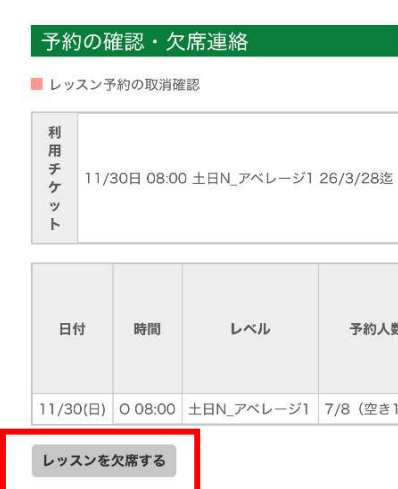 予約の確認・欠席連絡
レッスン予約の取消確認
利用チケット
11/30日 08:00 土日N_アベレージ1 26/3/28迄
日付 時間 レベル 予約人数
11/30(日) O 08:00 土日N_アベレージ1 7/8（空き1
レッスンを欠席する